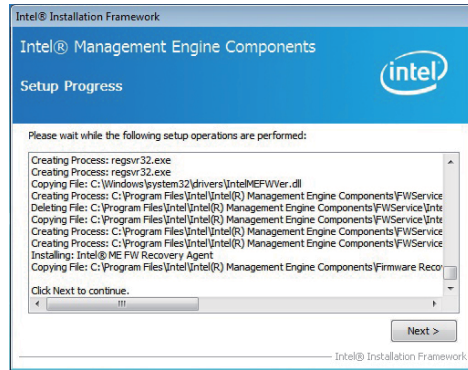 Intel® Installation Framework
Intel® Management Engine Components
intel
Setup Progress
Please wait while the following setup operations are performed:
Creating Process: regsvr32.exe
Creating Process: regsvr32.exe
Copying File: C:\Windows\system32\drivers\IntelMEFWVer.dll
Creating Process: C:\Program Files\Intel\Intel(R) Management Engine Components\FWService
Deleting File: C:\Program Files\Intel\Intel(R) Management Engine Components\FWService\Inte
Copying File: C:\Program Files\Intel\Intel(R) Management Engine Components\FWService\Inte
Creating Process: C:\Program Files\Intel\Intel(R) Management Engine Components\FWService
Creating Process: C:\Program Files\Intel\Intel(R) Management Engine Components\FWService
Installing: Intel® ME FW Recovery Agent
Copying File: C:\Program Files\Intel\Intel(R) Management Engine Components\Firmware Reco
Click Next to continue.
Next >
Intel® Installation Framework